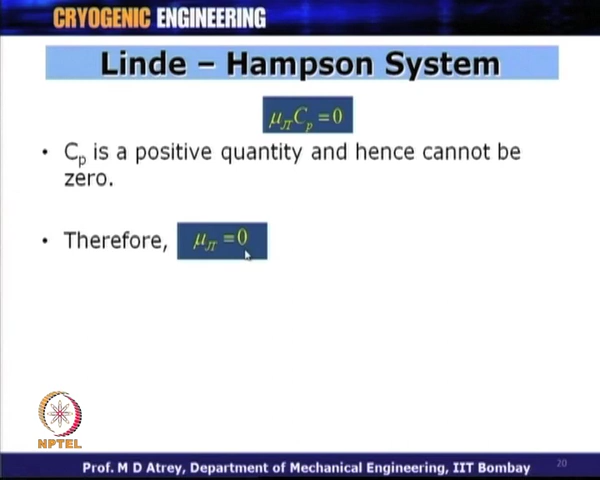 CRYOGENIC ENGINEERING
Linde – Hampson System
μ_JT C_p = 0
• C_p is a positive quantity and hence cannot be
zero.
• Therefore, μ_JT = 0
NPTEL
Prof. M D Atrey, Department of Mechanical Engineering, IIT Bombay
20